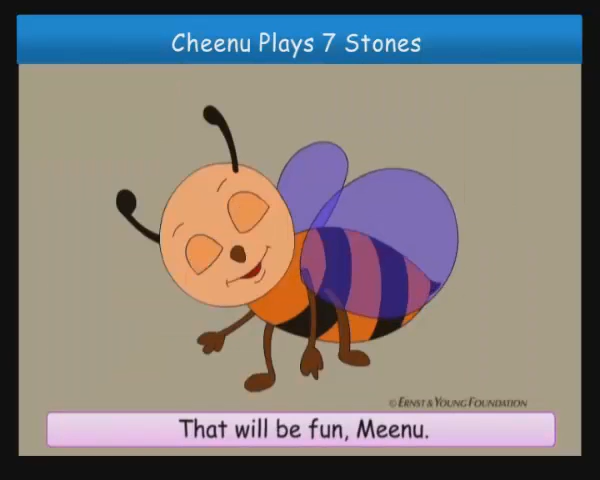 Cheenu Plays 7 Stones
© ERNST & YOUNG FOUNDATION
That will be fun, Meenu.